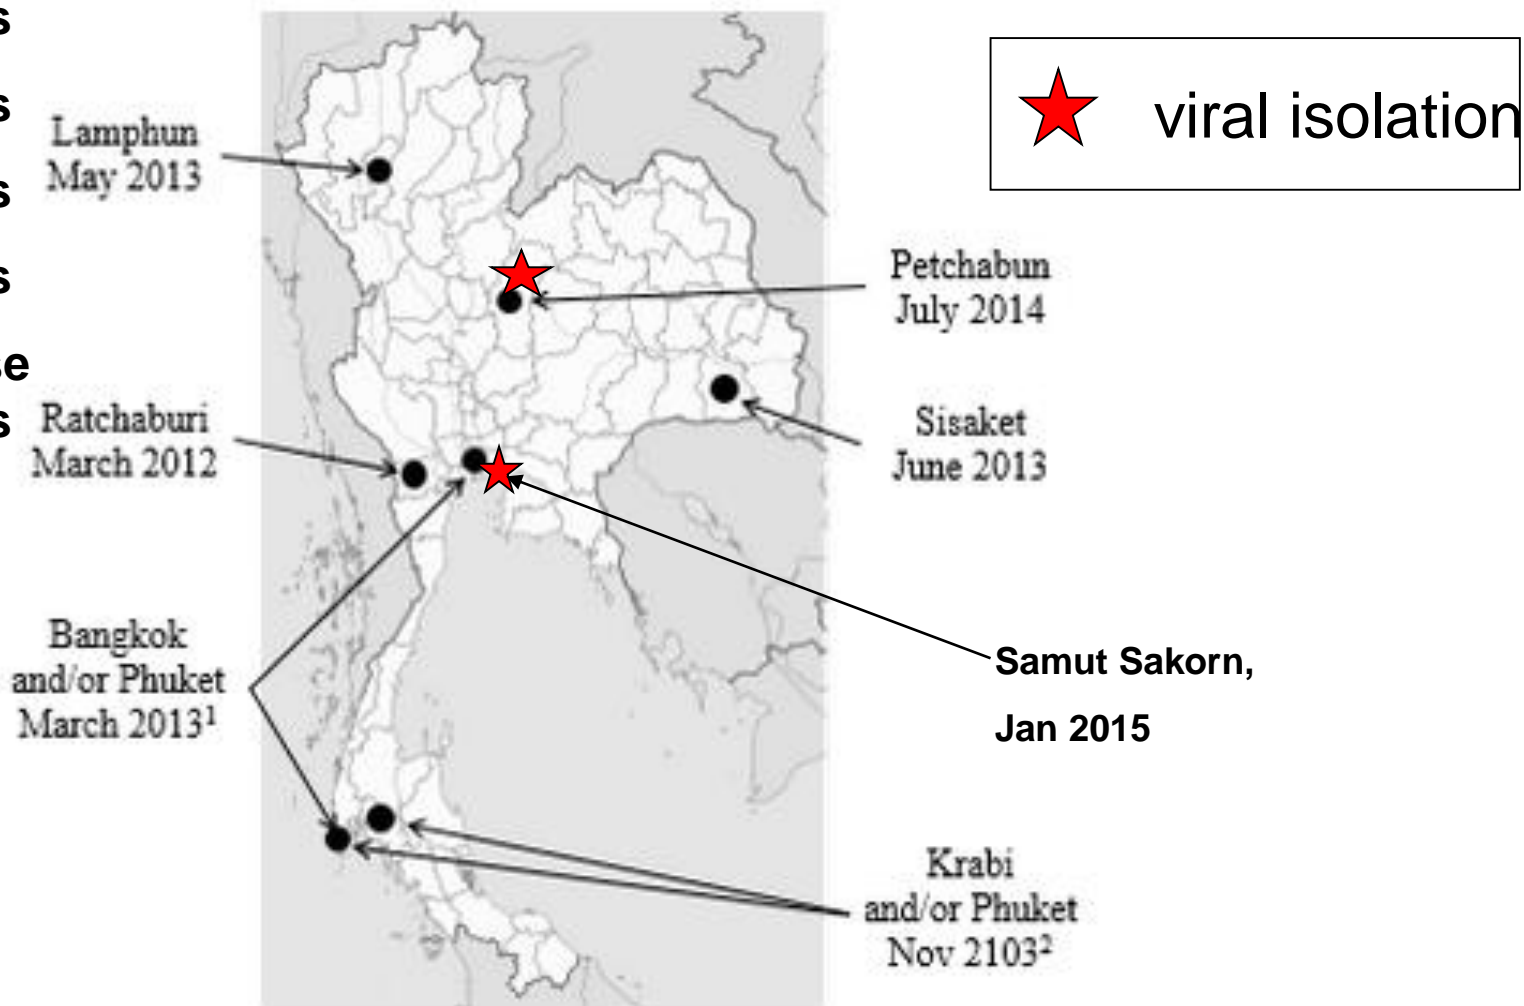 viral isolation
Lamphun
May 2013
Petchabun
July 2014
Ratchaburi
March 2012
Sisaket
June 2013
Bangkok
and/or Phuket
March 2013¹
Samut Sakorn,
Jan 2015
Krabi
and/or Phuket
Nov 2103²